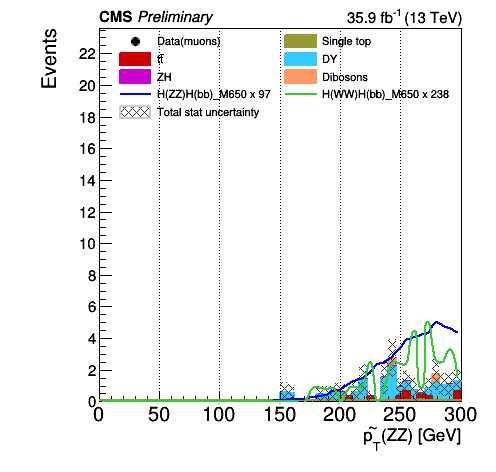 CMS Preliminary 35.9 fb⁻¹ (13 TeV)
Events
Data(muons) Single top
tt̄ DY
ZH Dibosons
H(ZZ)H(bb)_M650 x 97 H(WW)H(bb)_M650 x 238
Total stat uncertainty
22
20
18
16
14
12
10
8
6
4
2
0
0 50 100 150 200 250 300
p̃_T(ZZ) [GeV]